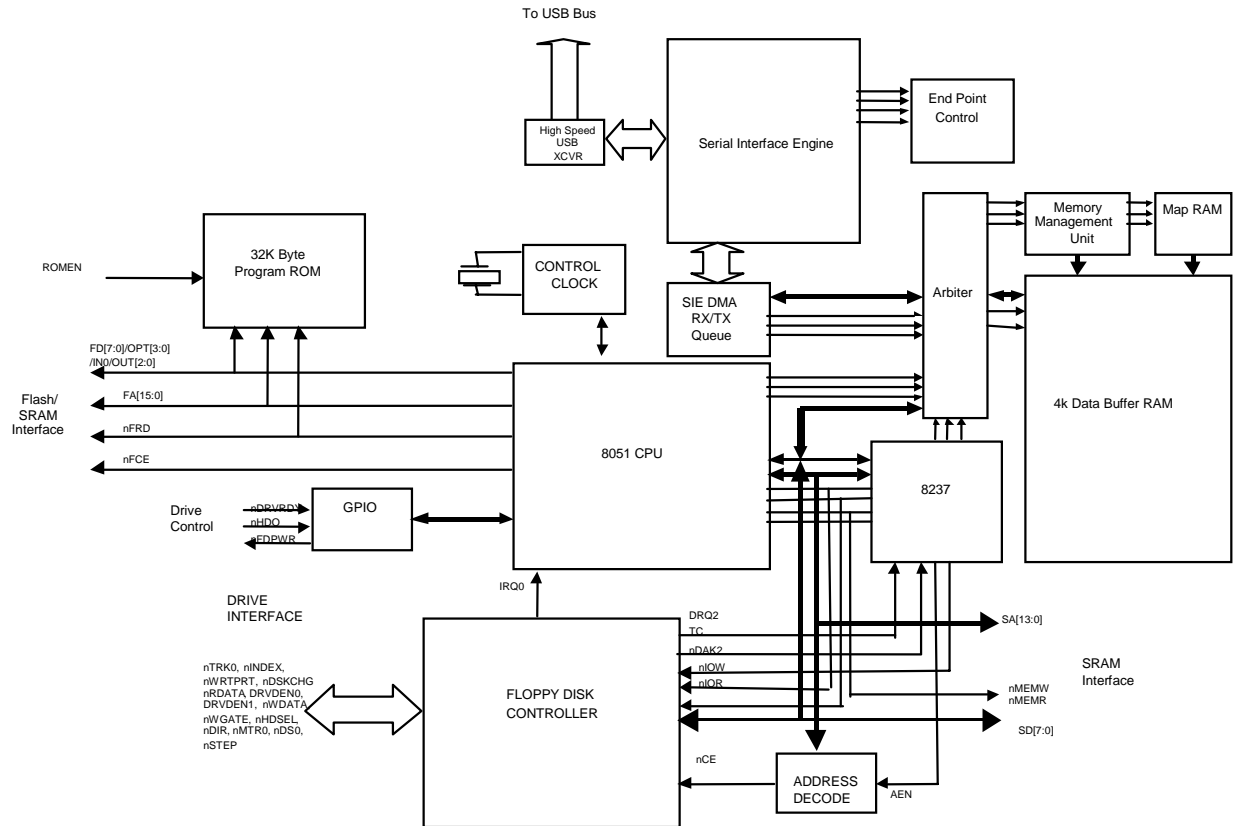 To USB Bus
High Speed
USB
XCVR
Serial Interface Engine
End Point
Control
32K Byte
Program ROM
ROMEN
CONTROL
CLOCK
SIE DMA
RX/TX
Queue
Arbiter
Memory
Management
Unit
Map RAM
4k Data Buffer RAM
FD[7:0]/OPT[3:0]
/IN0/OUT[2:0]
FA[15:0]
nFRD
nFCE
Flash/
SRAM
Interface
8051 CPU
8237
Drive
Control
nDRVRDY
nHDO
nFDPWR
GPIO
IRQ0
DRIVE
INTERFACE
nTRK0, nINDEX,
nWRTPRT, nDSKCHG
nRDATA, DRVDEN0,
DRVDEN1, nWDATA,
nWGATE, nHDSEL,
nDIR, nMTR0, nDS0,
nSTEP
FLOPPY DISK
CONTROLLER
DRQ2
TC
nDAK2
nIOW
nIOR
nCE
ADDRESS
DECODE
AEN
SA[13:0]
SRAM
Interface
nMEMW
nMEMR
SD[7:0]